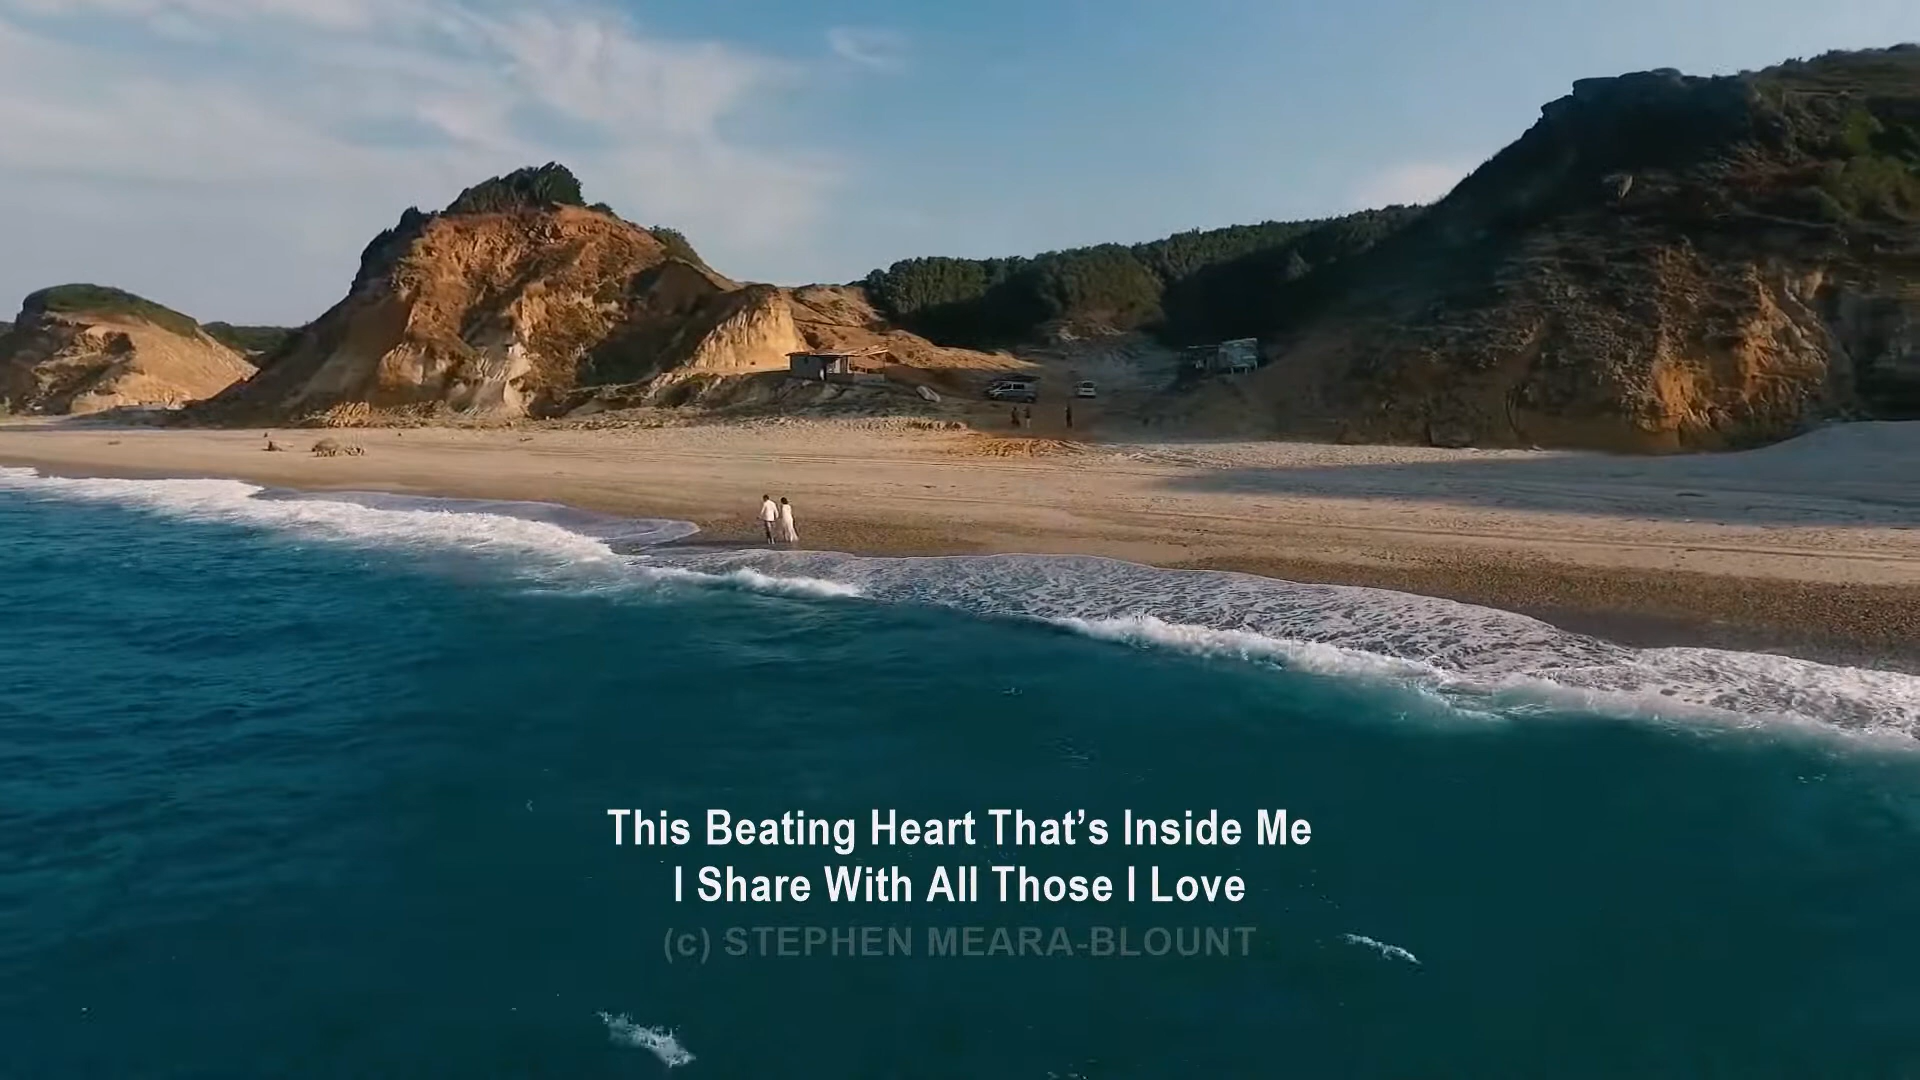 This Beating Heart That’s Inside Me
I Share With All Those I Love
(c) STEPHEN MEARA-BLOUNT